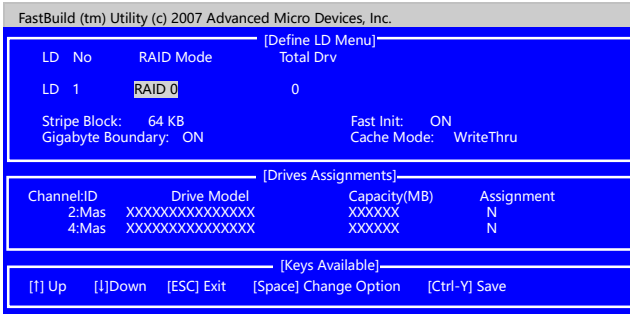 FastBuild (tm) Utility (c) 2007 Advanced Micro Devices, Inc.
[Define LD Menu]
LD No RAID Mode Total Drv
LD 1 RAID 0 0
Stripe Block: 64 KB Fast Init: ON
Gigabyte Boundary: ON Cache Mode: WriteThru
[Drives Assignments]
Channel:ID Drive Model Capacity(MB) Assignment
2:Mas XXXXXXXXXXXXXXX XXXXXX N
4:Mas XXXXXXXXXXXXXXX XXXXXX N
[Keys Available]
[↑] Up [↓]Down [ESC] Exit [Space] Change Option [Ctrl-Y] Save